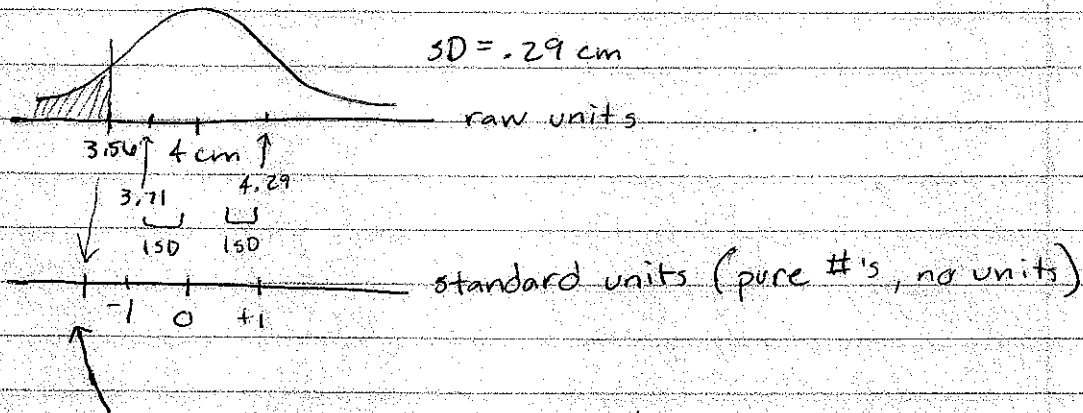 SD = .29 cm
raw units
3.56 4 cm
3.71 4.29
1SD 1SD
standard units (pure #'s, no units)
-1 0 +1